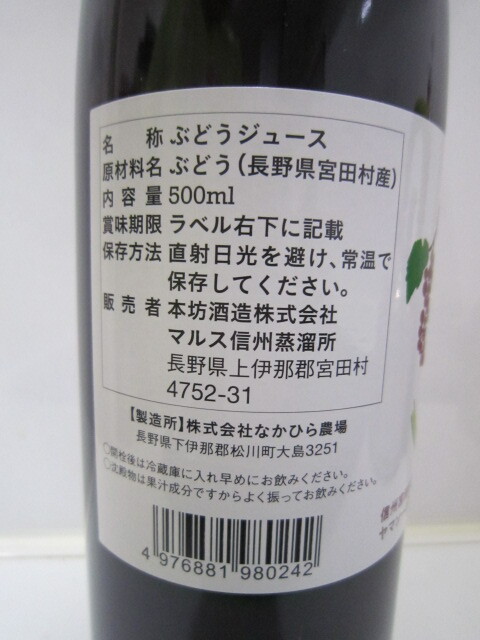 名称 ぶどうジュース
原材料名 ぶどう(長野県宮田村産)
内容量 500ml
賞味期限 ラベル右下に記載
保存方法 直射日光を避け、常温で
保存してください。
販売者 本坊酒造株式会社
マルス信州蒸溜所
長野県上伊那郡宮田村
4752-31
【製造所】株式会社なかひら農場
長野県下伊那郡松川町大島3251
○開栓後は冷蔵庫に入れ早めにお飲みください。
○沈殿物は果汁成分ですからよく振ってお飲みください。
4 976881 980242
信州
ヤマ